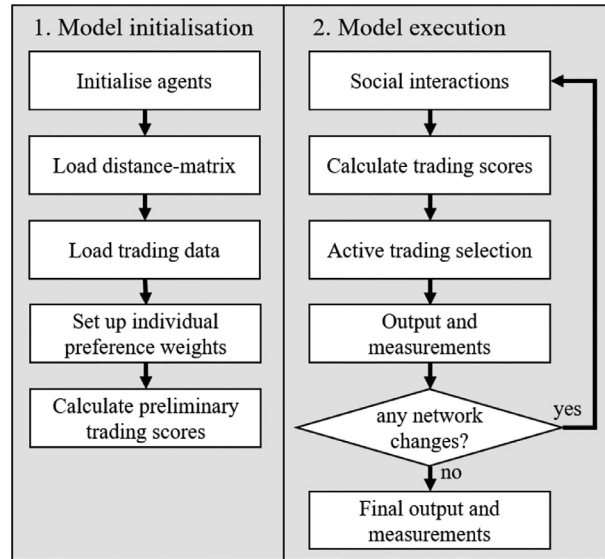 1. Model initialisation
Initialise agents
Load distance-matrix
Load trading data
Set up individual
preference weights
Calculate preliminary
trading scores
2. Model execution
Social interactions
Calculate trading scores
Active trading selection
Output and
measurements
any network
changes?
yes
no
Final output and
measurements